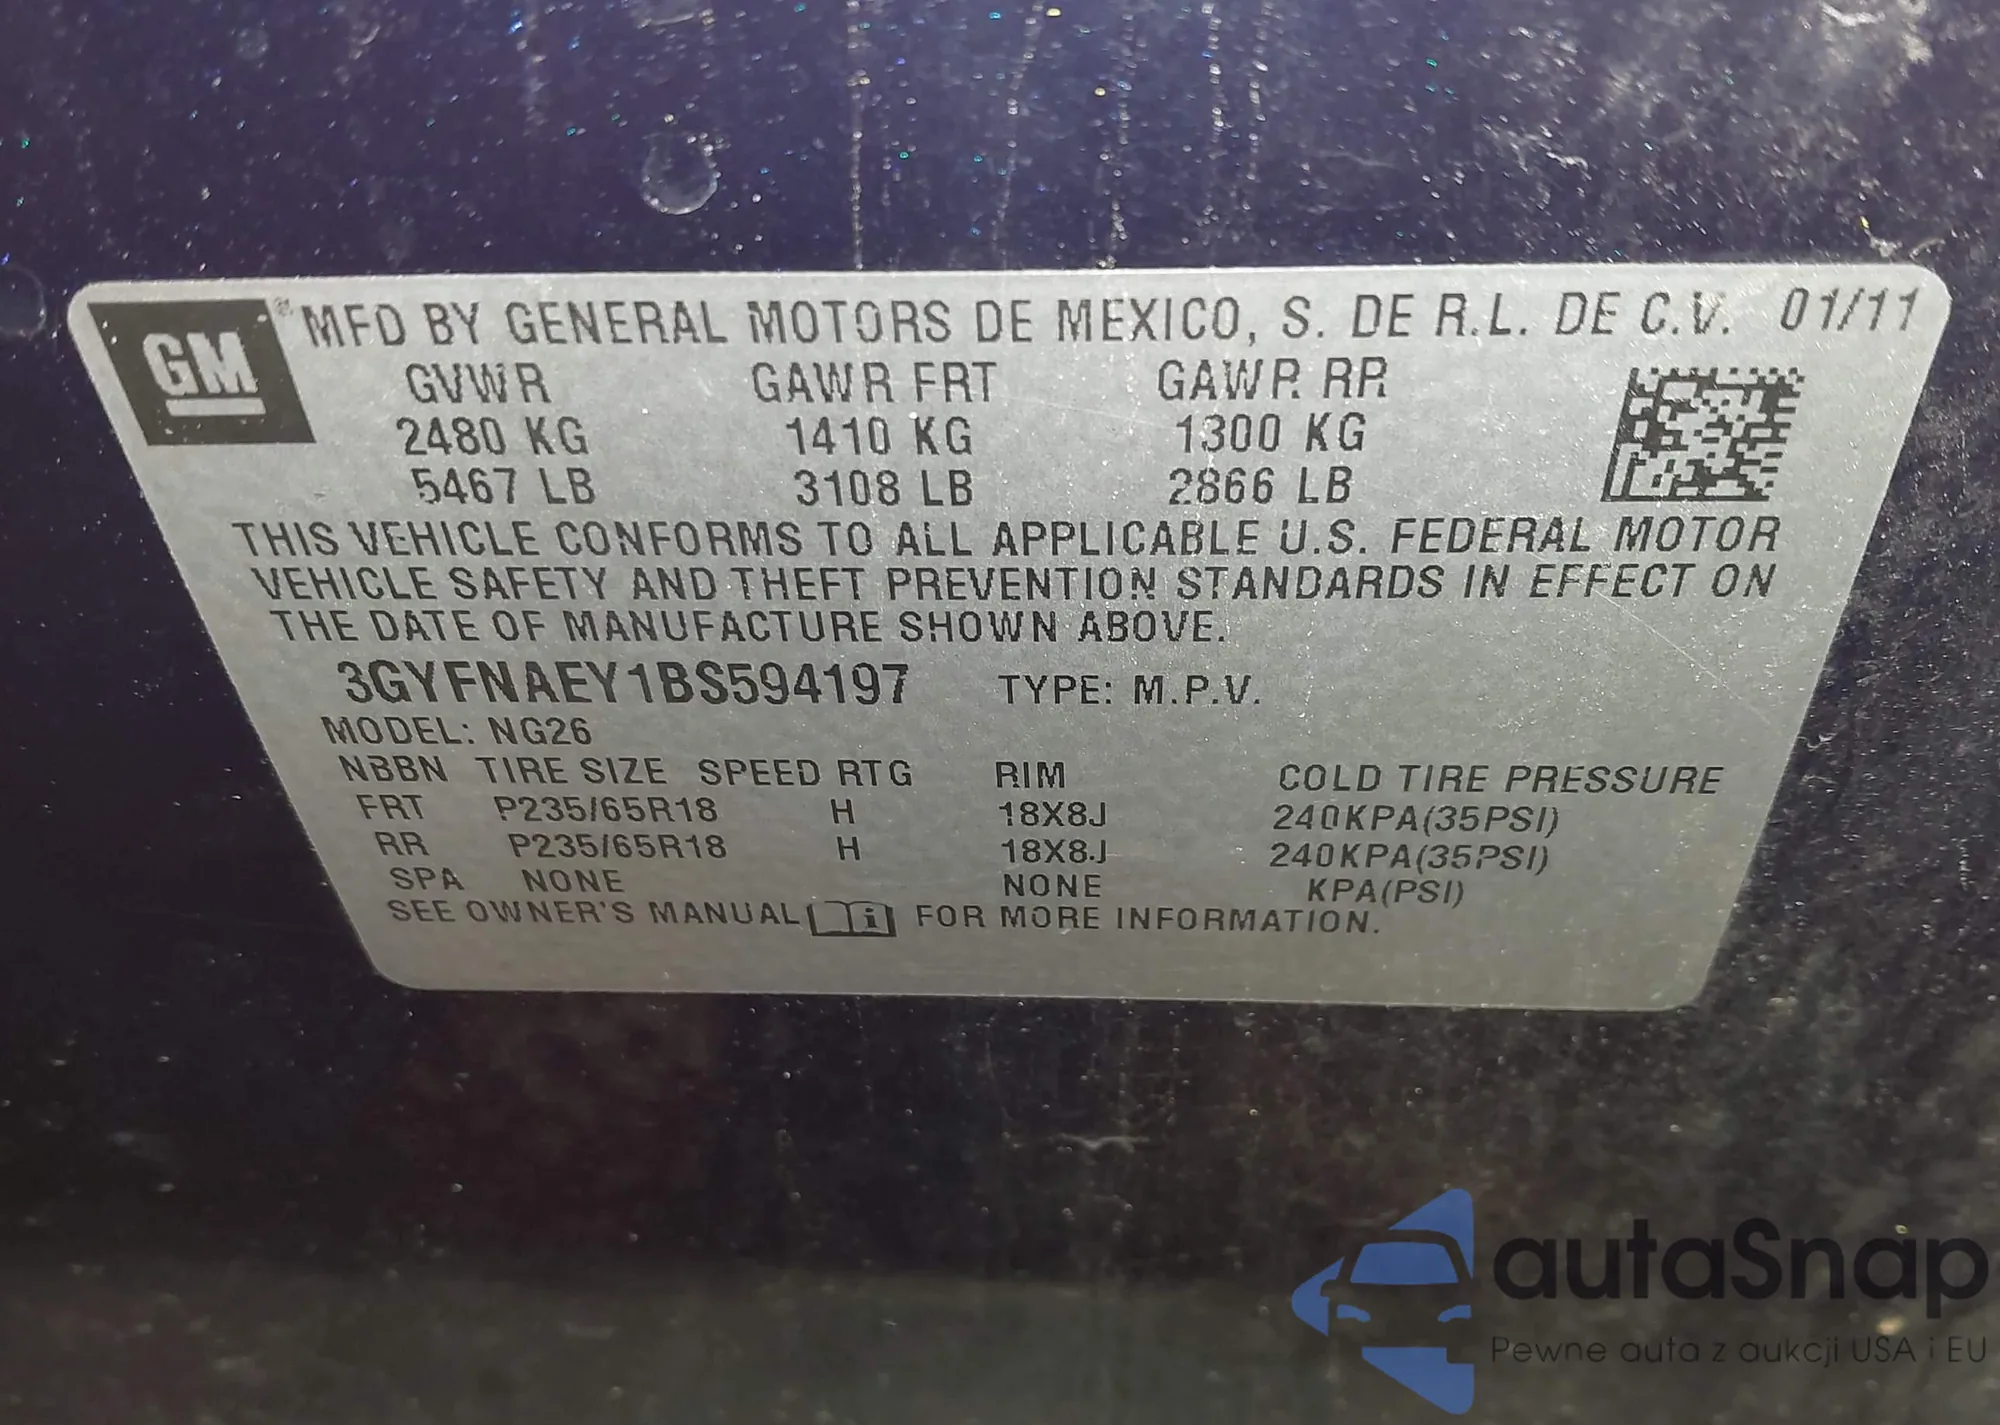 GM ® MFD BY GENERAL MOTORS DE MEXICO, S. DE R.L. DE C.V. 01/11
GVWR GAWR FRT GAWR RR
2480 KG 1410 KG 1300 KG
5467 LB 3108 LB 2866 LB
THIS VEHICLE CONFORMS TO ALL APPLICABLE U.S. FEDERAL MOTOR
VEHICLE SAFETY AND THEFT PREVENTION STANDARDS IN EFFECT ON
THE DATE OF MANUFACTURE SHOWN ABOVE.
3GYFNAEY1BS594197 TYPE: M.P.V.
MODEL: NG26
NBBN TIRE SIZE SPEED RTG RIM COLD TIRE PRESSURE
FRT P235/65R18 H 18X8J 240KPA(35PSI)
RR P235/65R18 H 18X8J 240KPA(35PSI)
SPA NONE NONE KPA(PSI)
SEE OWNER'S MANUAL i FOR MORE INFORMATION.
autaSnap
Pewne auta z aukcji USA i EU